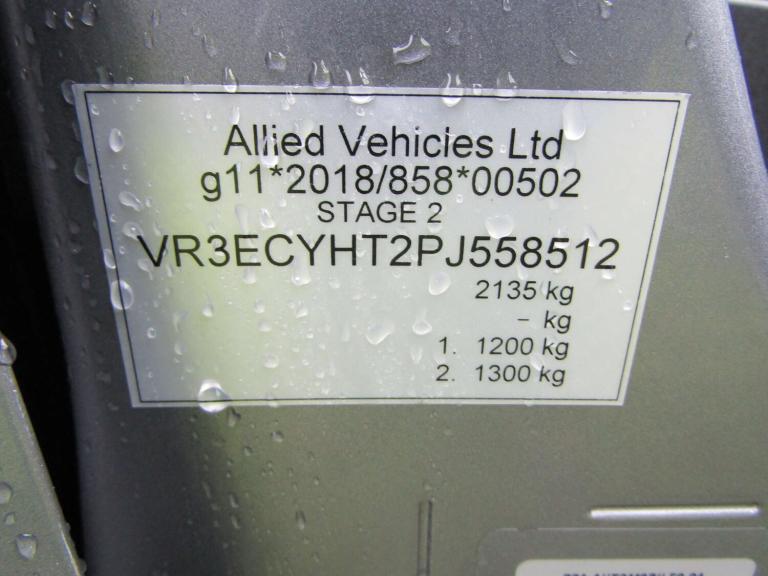 Allied Vehicles Ltd
g11*2018/858*00502
STAGE 2
VR3ECYHT2PJ558512
2135 kg
- kg
1. 1200 kg
2. 1300 kg